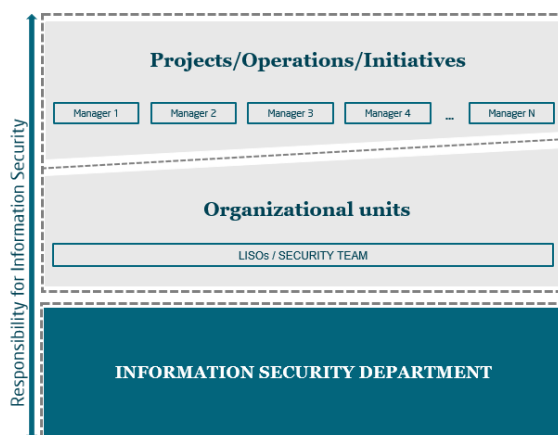 Responsibility for Information Security
Projects/Operations/Initiatives
Manager 1 Manager 2 Manager 3 Manager 4 ... Manager N
Organizational units
LISOs / SECURITY TEAM
INFORMATION SECURITY DEPARTMENT